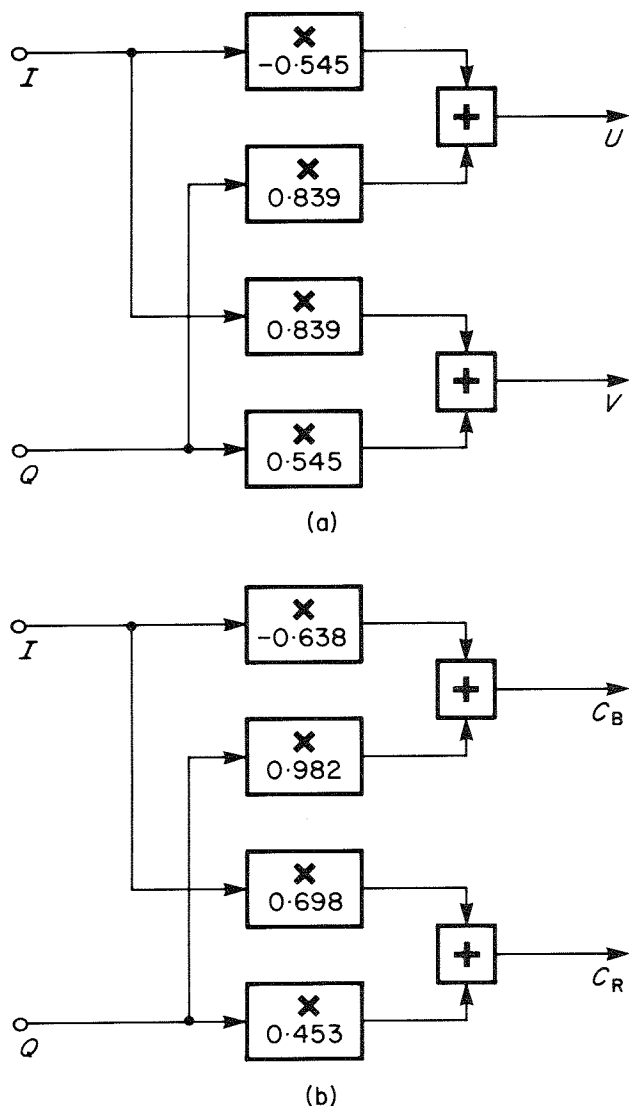 ×
-0·545
I
+
U
×
0·839
×
0·839
+
V
×
0·545
Q
(a)
×
-0·638
I
+
C_B
×
0·982
×
0·698
+
C_R
×
0·453
Q
(b)